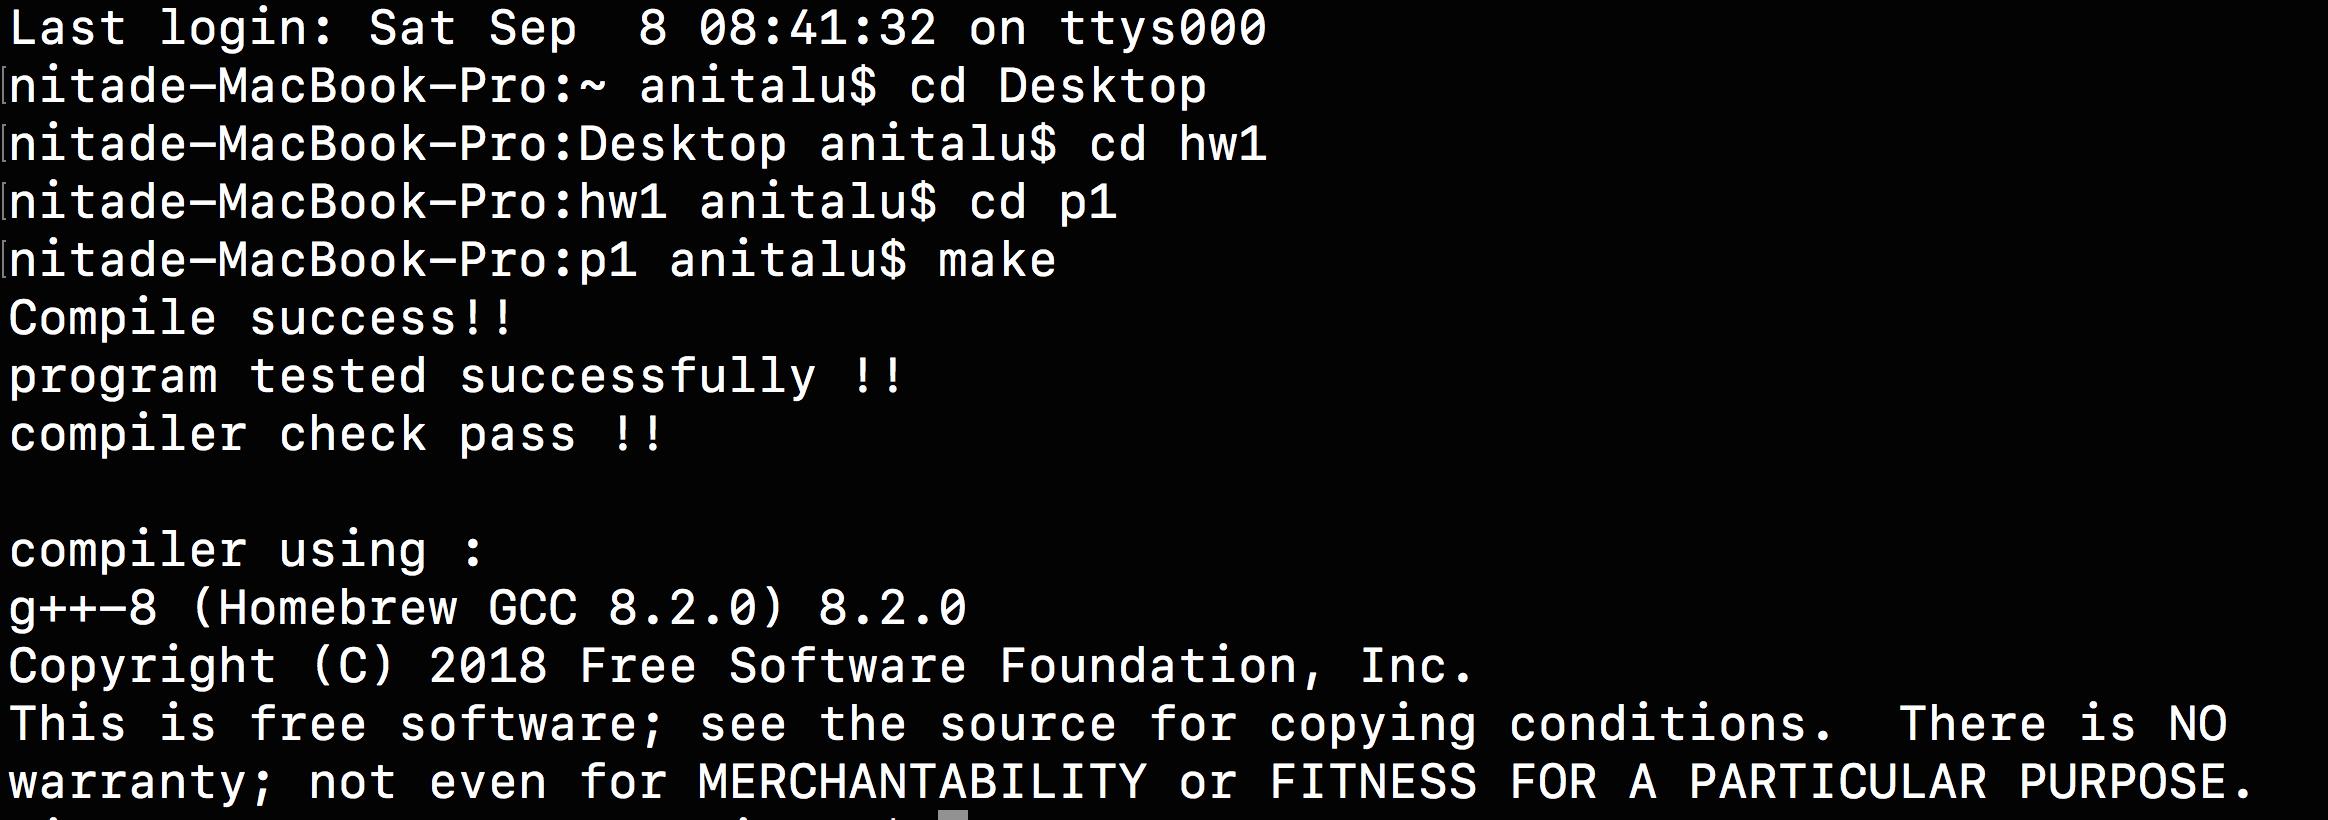 Last login: Sat Sep  8 08:41:32 on ttys000
nitade-MacBook-Pro:~ anitalu$ cd Desktop
nitade-MacBook-Pro:Desktop anitalu$ cd hw1
nitade-MacBook-Pro:hw1 anitalu$ cd p1
nitade-MacBook-Pro:p1 anitalu$ make
Compile success!!
program tested successfully !!
compiler check pass !!

compiler using :
g++-8 (Homebrew GCC 8.2.0) 8.2.0
Copyright (C) 2018 Free Software Foundation, Inc.
This is free software; see the source for copying conditions.  There is NO
warranty; not even for MERCHANTABILITY or FITNESS FOR A PARTICULAR PURPOSE.